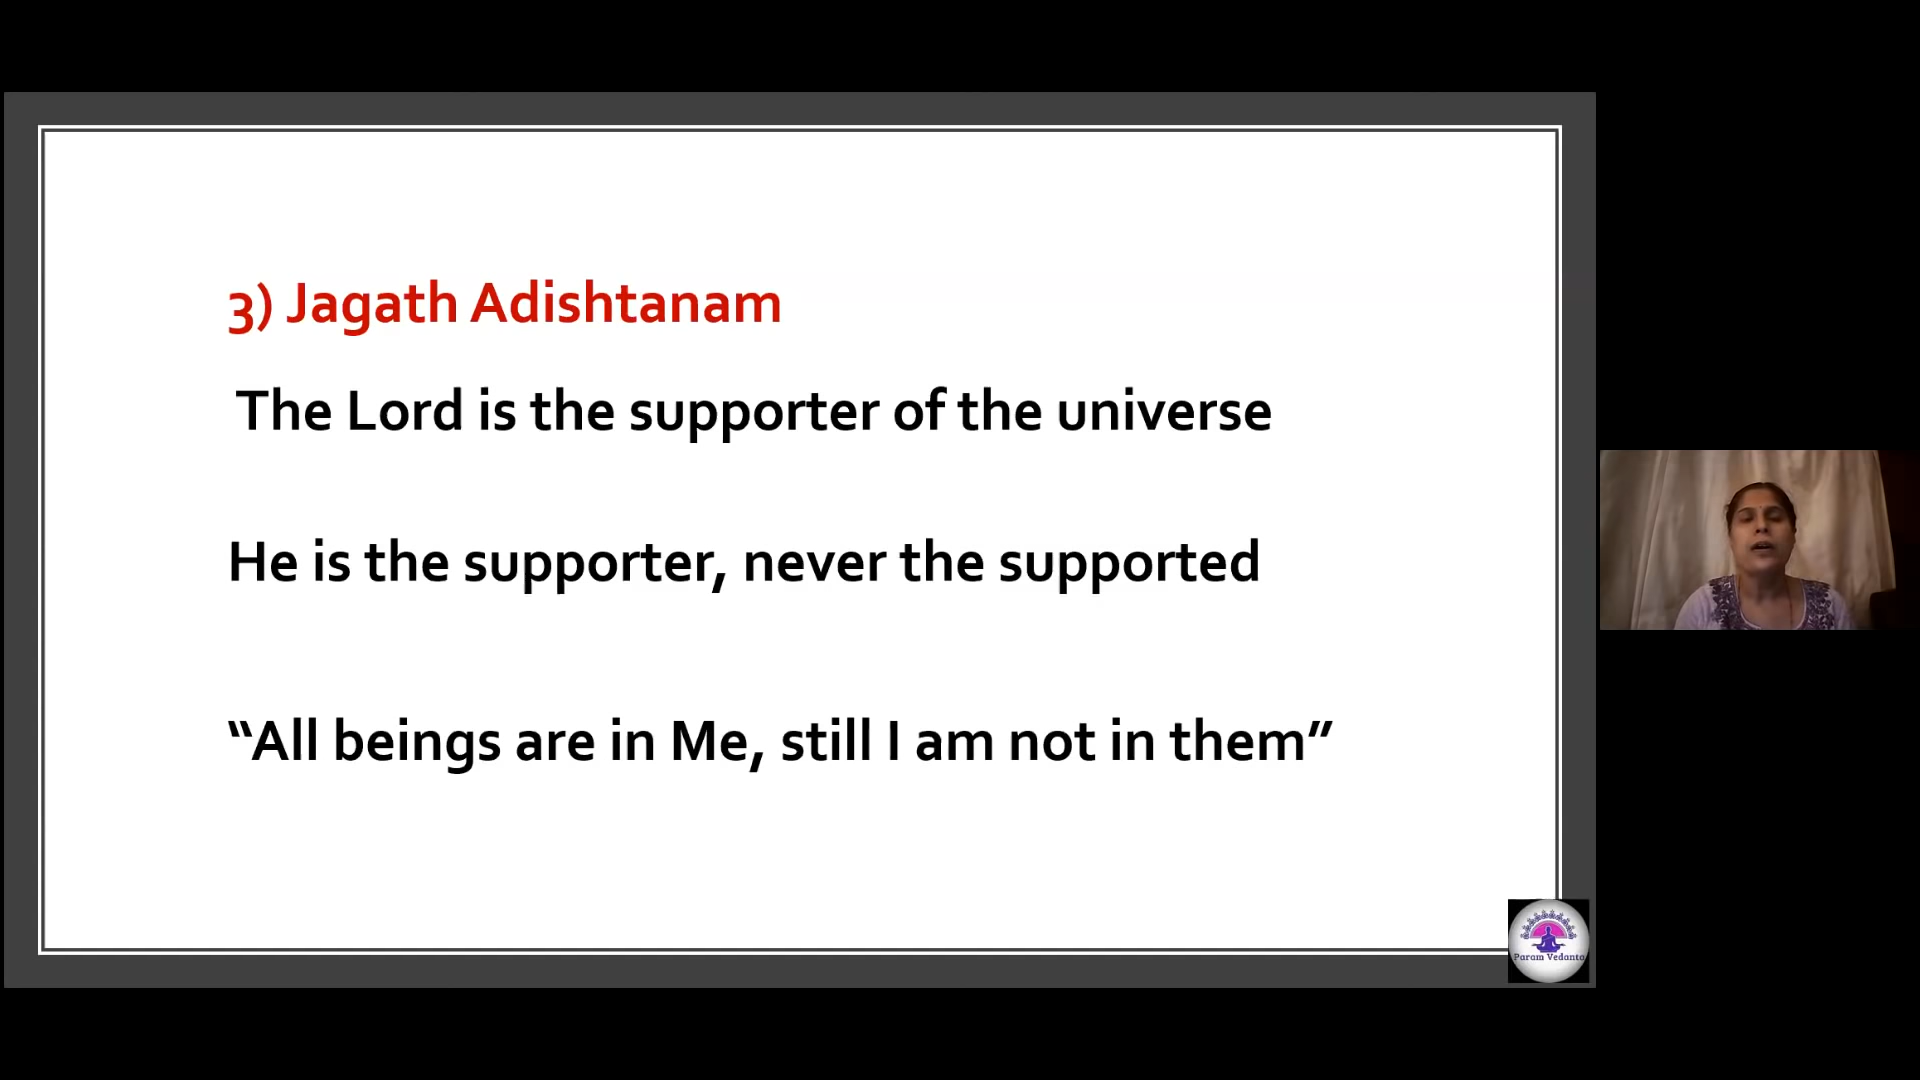 3) Jagath Adishtanam
The Lord is the supporter of the universe
He is the supporter, never the supported
“All beings are in Me, still I am not in them”
Param Vedanta